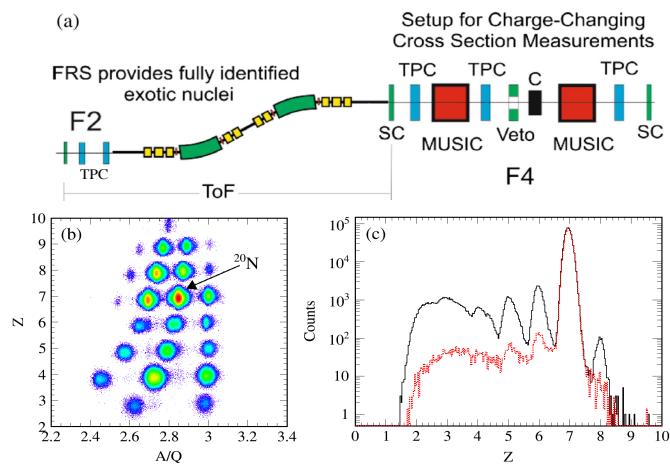 (a)
Setup for Charge-Changing
Cross Section Measurements
FRS provides fully identified
exotic nuclei
TPC TPC C TPC
F2
TPC
SC MUSIC Veto MUSIC SC
F4
ToF
(b)
20N
Z
10
9
8
7
6
5
4
3
2
2.2 2.4 2.6 2.8 3 3.2 3.4
A/Q
(c)
Counts
10^5
10^4
10^3
10^2
10
1
0 1 2 3 4 5 6 7 8 9 10
Z